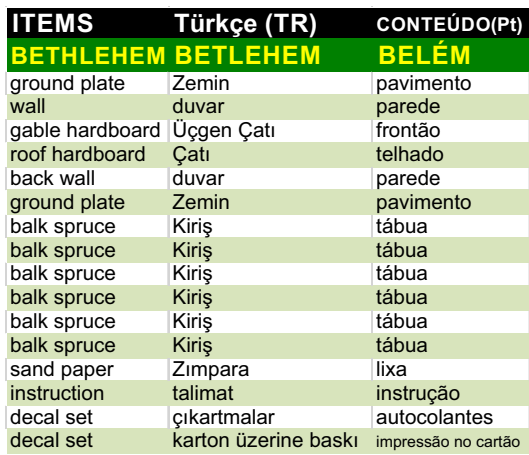 ITEMS Türkçe (TR) CONTEÚDO(Pt)
BETHLEHEM BETLEHEM BELÉM
ground plate Zemin pavimento
wall duvar parede
gable hardboard Üçgen Çatı frontão
roof hardboard Çatı telhado
back wall duvar parede
ground plate Zemin pavimento
balk spruce Kiriş tábua
balk spruce Kiriş tábua
balk spruce Kiriş tábua
balk spruce Kiriş tábua
balk spruce Kiriş tábua
balk spruce Kiriş tábua
sand paper Zımpara lixa
instruction talimat instrução
decal set çıkartmalar autocolantes
decal set karton üzerine baskı impressão no cartão